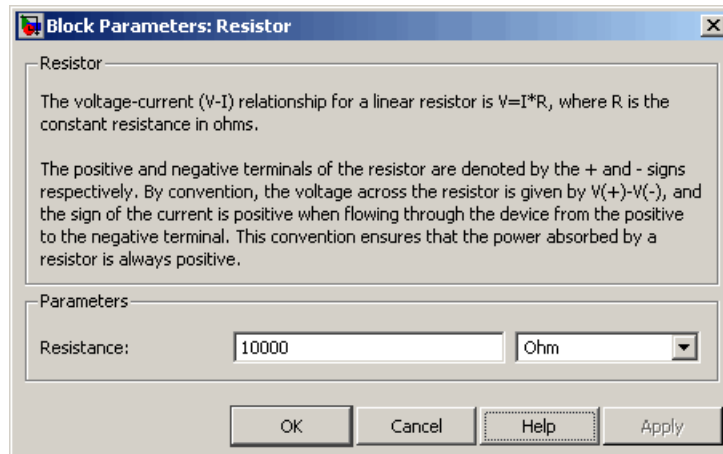 Block Parameters: Resistor
Resistor
The voltage-current (V-I) relationship for a linear resistor is V=I*R, where R is the
constant resistance in ohms.
The positive and negative terminals of the resistor are denoted by the + and - signs
respectively. By convention, the voltage across the resistor is given by V(+)-V(-), and
the sign of the current is positive when flowing through the device from the positive
to the negative terminal. This convention ensures that the power absorbed by a
resistor is always positive.
Parameters
Resistance: 10000 Ohm
OK Cancel Help Apply